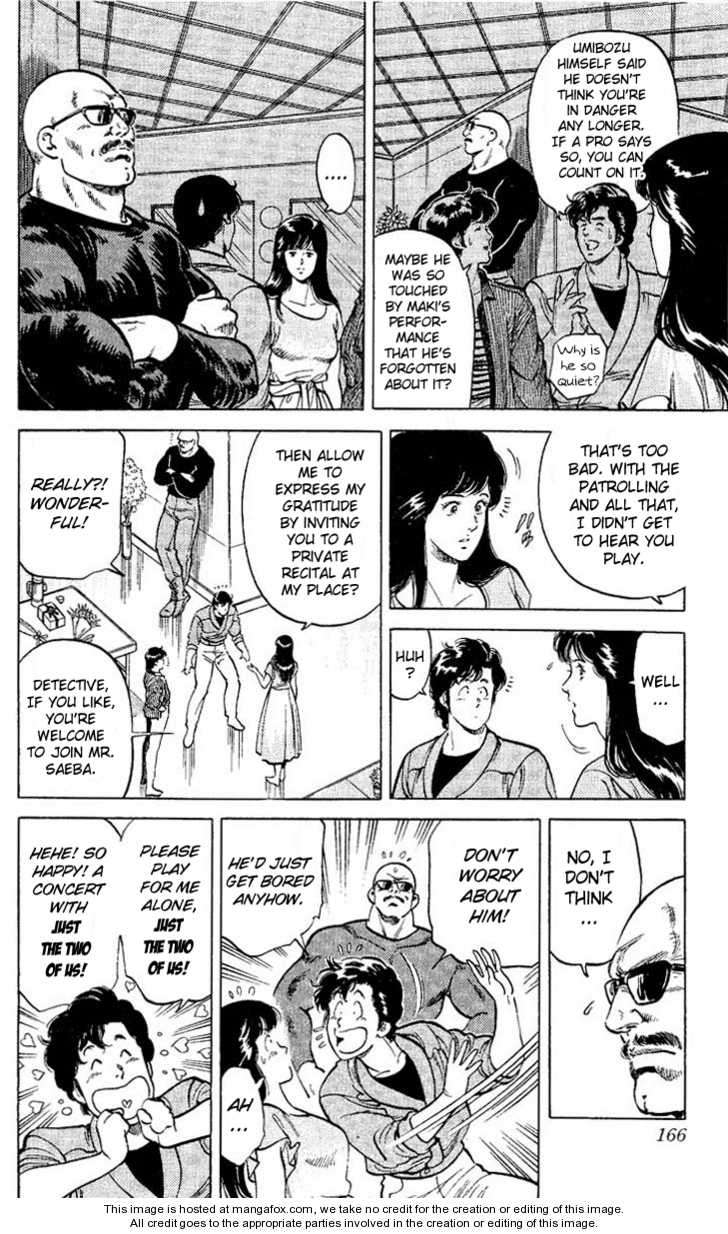 UMIBOZU
HIMSELF SAID
HE DOESN'T
THINK YOU'RE
IN DANGER
ANY LONGER.
IF A PRO SAYS
SO, YOU CAN
COUNT ON IT.
MAYBE HE
WAS SO
TOUCHED
BY MAKI'S
PERFOR-
MANCE
THAT HE'S
FORGOTTEN
ABOUT IT?
Why is
he so
quiet?
....
THAT'S TOO
BAD. WITH THE
PATROLLING
AND ALL THAT,
I DIDN'T GET
TO HEAR YOU
PLAY.
WELL
...
HUH
?
THEN ALLOW
ME TO
EXPRESS MY
GRATITUDE
BY INVITING
YOU TO A
PRIVATE
RECITAL AT
MY PLACE?
REALLY?!
WONDER-
FUL!
DETECTIVE,
IF YOU LIKE,
YOU'RE
WELCOME
TO JOIN MR.
SAEBA.
NO, I
DON'T
THINK
...
DON'T
WORRY
ABOUT
HIM!
HE'D JUST
GET BORED
ANYHOW.
AH
...
PLEASE
PLAY
FOR ME
ALONE,
JUST
THE TWO
OF US!
HEHE! SO
HAPPY! A
CONCERT
WITH
JUST
THE TWO
OF US!
166
This image is hosted at mangafox.com, we take no credit for the creation or editing of this image.
All credit goes to the appropriate parties involved in the creation or editing of this image.